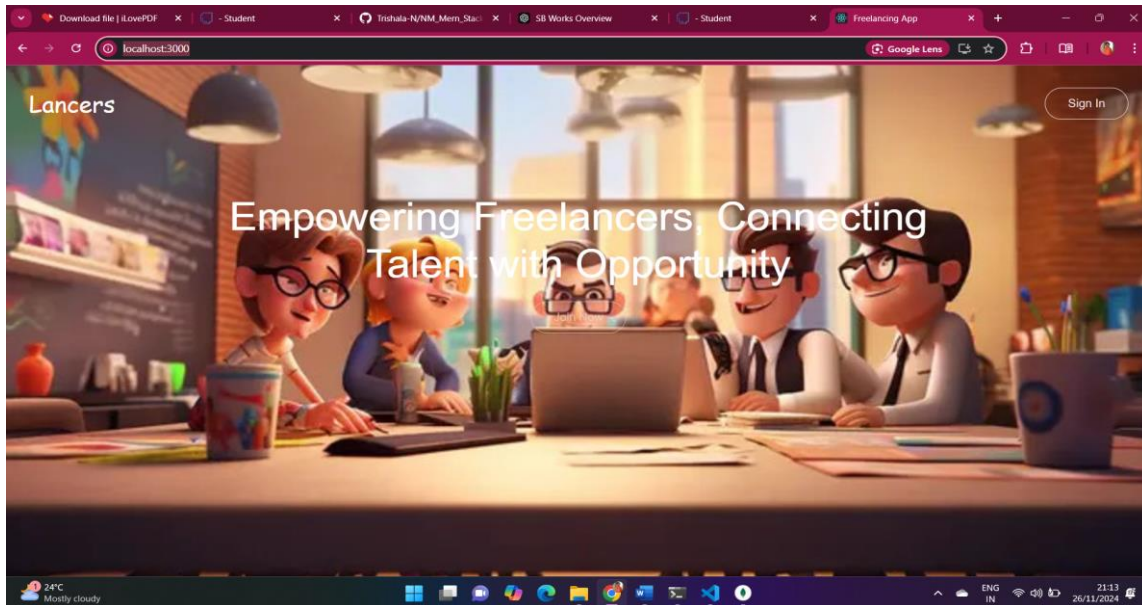 Download file | iLovePDF
- Student
Trishala-N/NM_Mern_Stac
SB Works Overview
- Student
Freelancing App
localhost:3000
Google Lens
Lancers
Sign In
Empowering Freelancers, Connecting
Talent with Opportunity
Join Now
24°C
Mostly cloudy
1
ENG
IN
21:13
26/11/2024